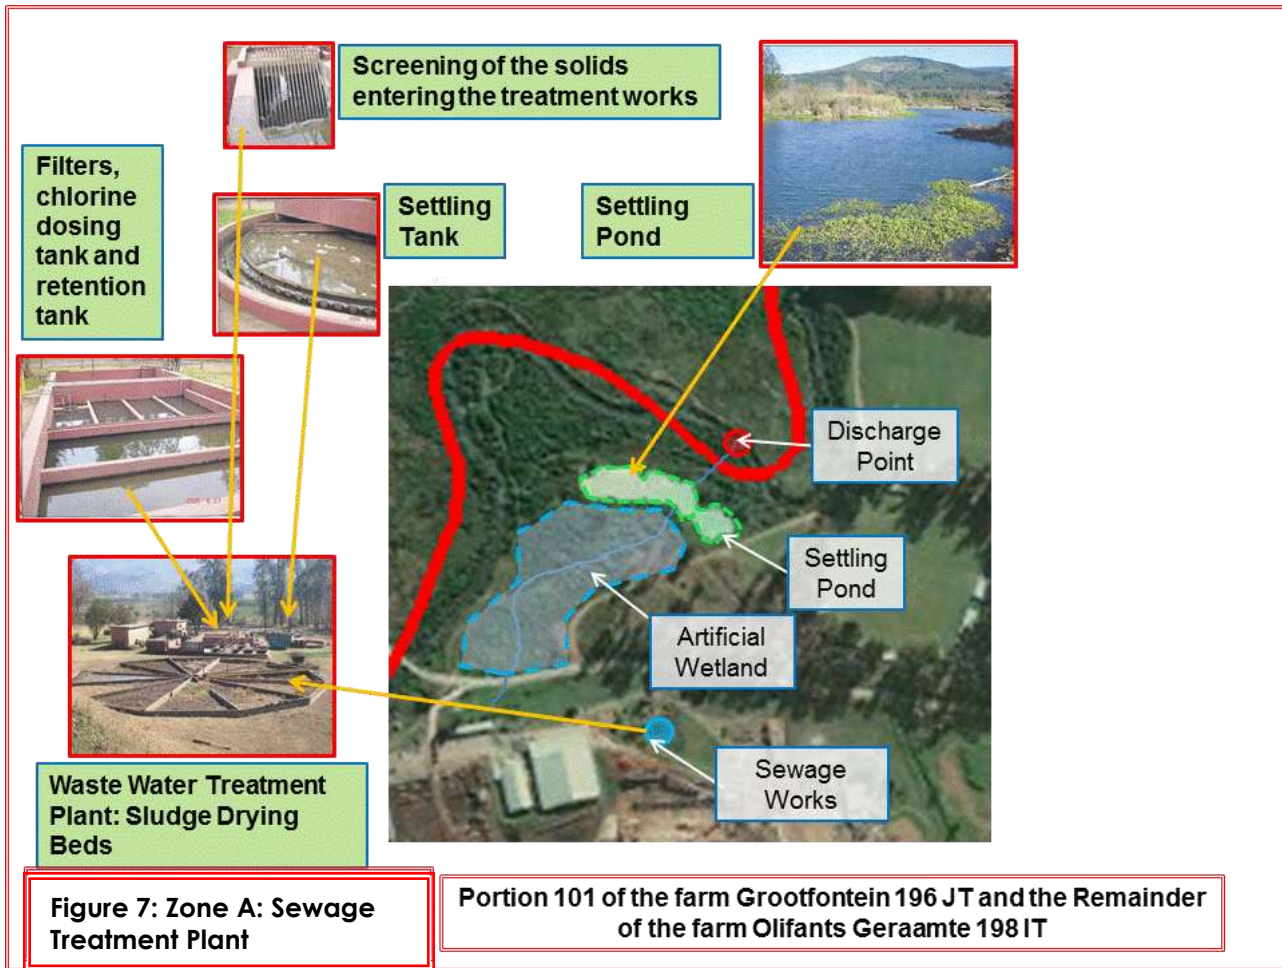 Screening of the solids
entering the treatment works
Filters,
chlorine
dosing
tank and
retention
tank
Settling
Tank
Settling
Pond
Discharge
Point
Settling
Pond
Artificial
Wetland
Sewage
Works
Waste Water Treatment
Plant: Sludge Drying
Beds
Figure 7: Zone A: Sewage
Treatment Plant
Portion 101 of the farm Grootfontein 196 JT and the Remainder
of the farm Olifants Geraamte 198 IT